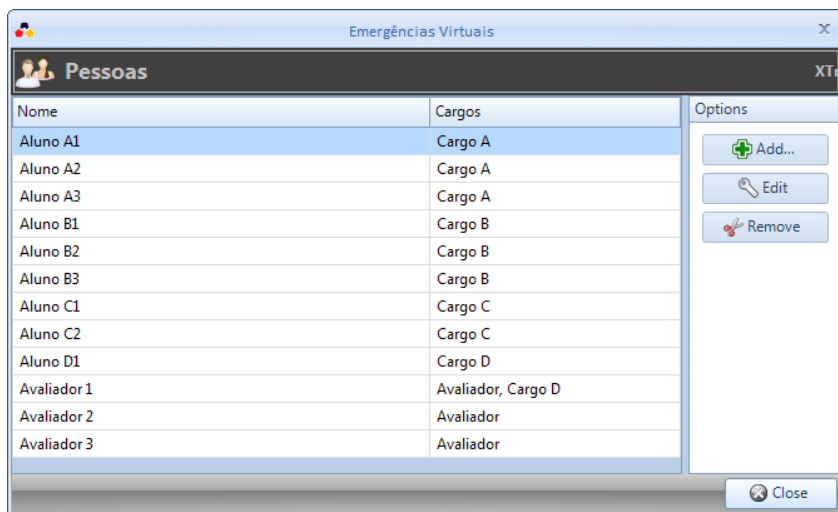 Emergências Virtuais
Pessoas
Nome Cargos
Aluno A1 Cargo A
Aluno A2 Cargo A
Aluno A3 Cargo A
Aluno B1 Cargo B
Aluno B2 Cargo B
Aluno B3 Cargo B
Aluno C1 Cargo C
Aluno C2 Cargo C
Aluno D1 Cargo D
Avaliador 1 Avaliador, Cargo D
Avaliador 2 Avaliador
Avaliador 3 Avaliador
Options
Add...
Edit
Remove
Close